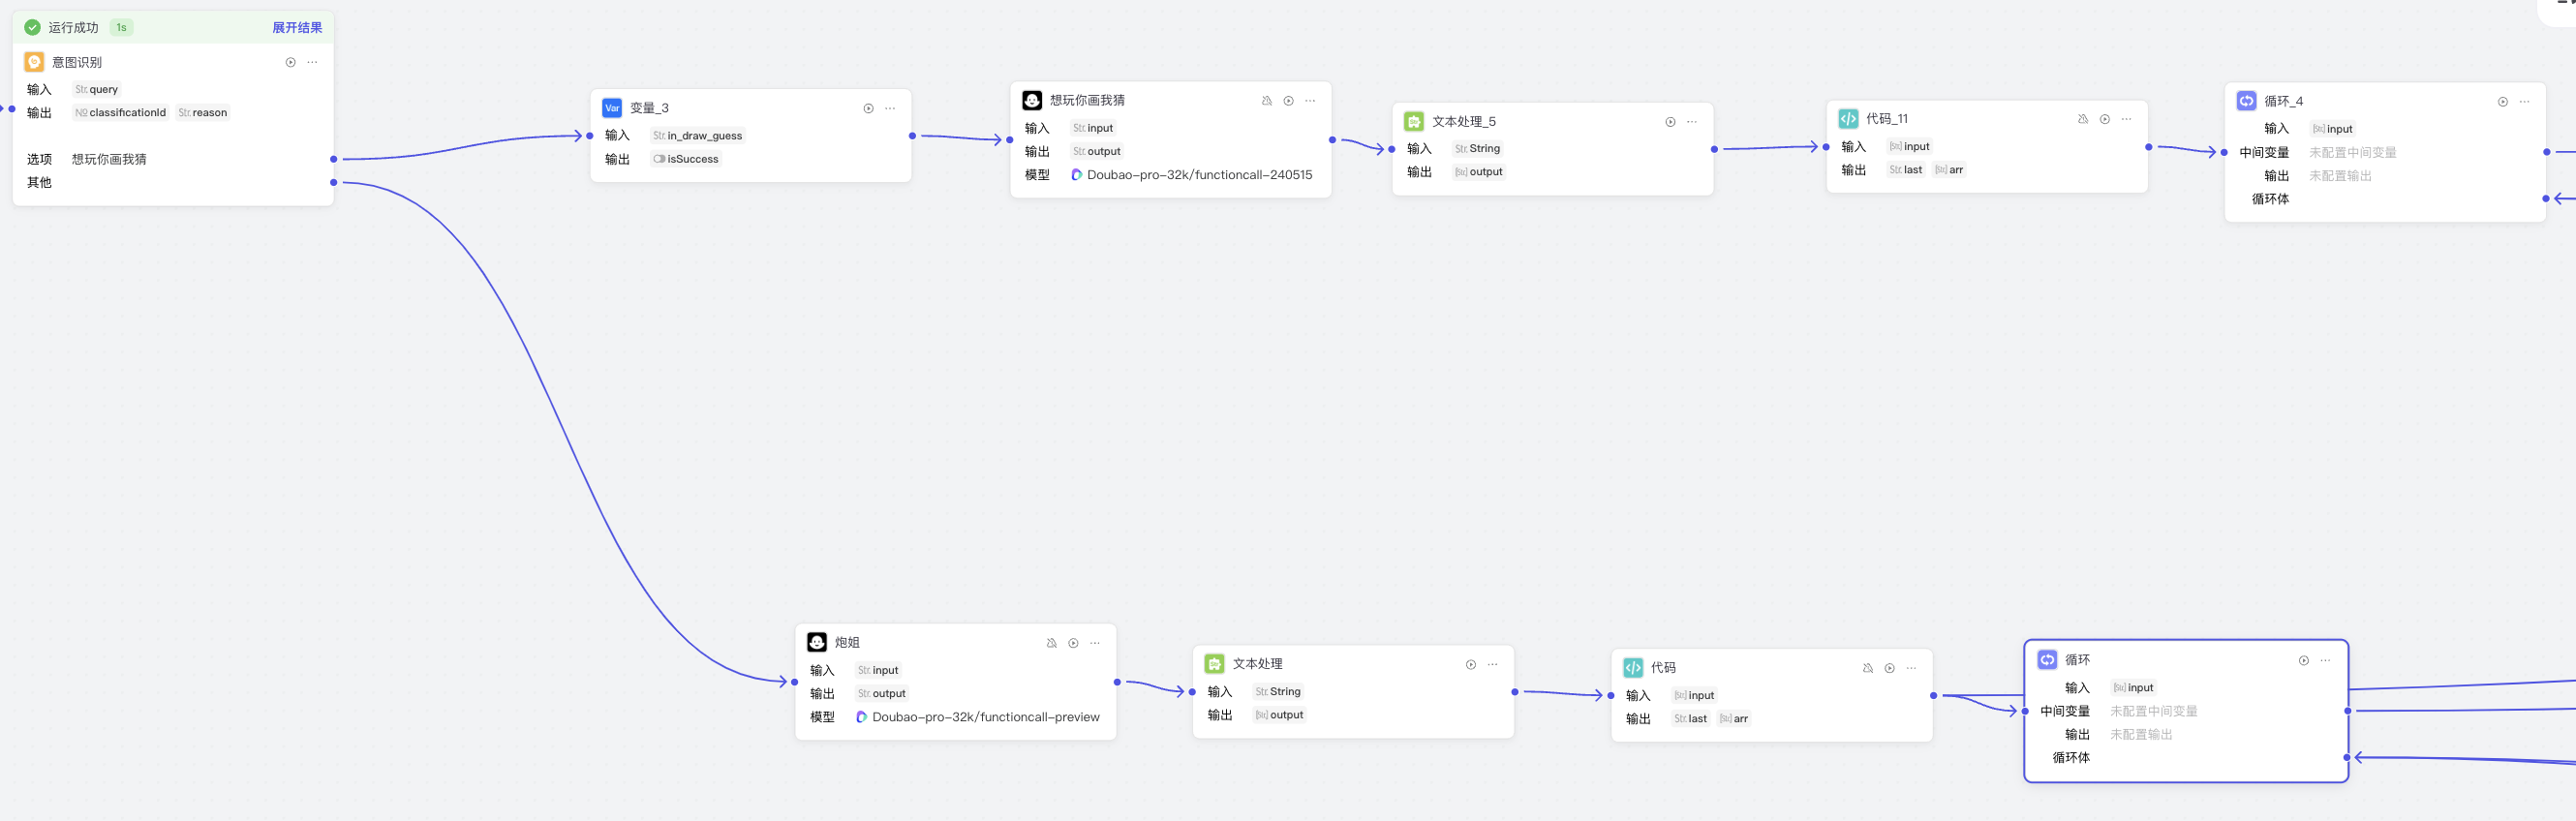 运行成功 1s 展开结果
意图识别
输入 Str. query
输出 Nº classificationId Str. reason
选项 想玩你画我猜
其他
Var 变量_3
输入 Str. in_draw_guess
输出 isSuccess
想玩你画我猜
输入 Str. input
输出 Str. output
模型 Doubao-pro-32k/functioncall-240515
文本处理_5
输入 Str. String
输出 [Str.] output
代码_11
输入 [Str.] input
输出 Str. last [Str.] arr
循环_4
输入 [Str.] input
中间变量 未配置中间变量
输出 未配置输出
循环体
炮姐
输入 Str. input
输出 Str. output
模型 Doubao-pro-32k/functioncall-preview
文本处理
输入 Str. String
输出 [Str.] output
代码
输入 [Str.] input
输出 Str. last [Str.] arr
循环
输入 [Str.] input
中间变量 未配置中间变量
输出 未配置输出
循环体